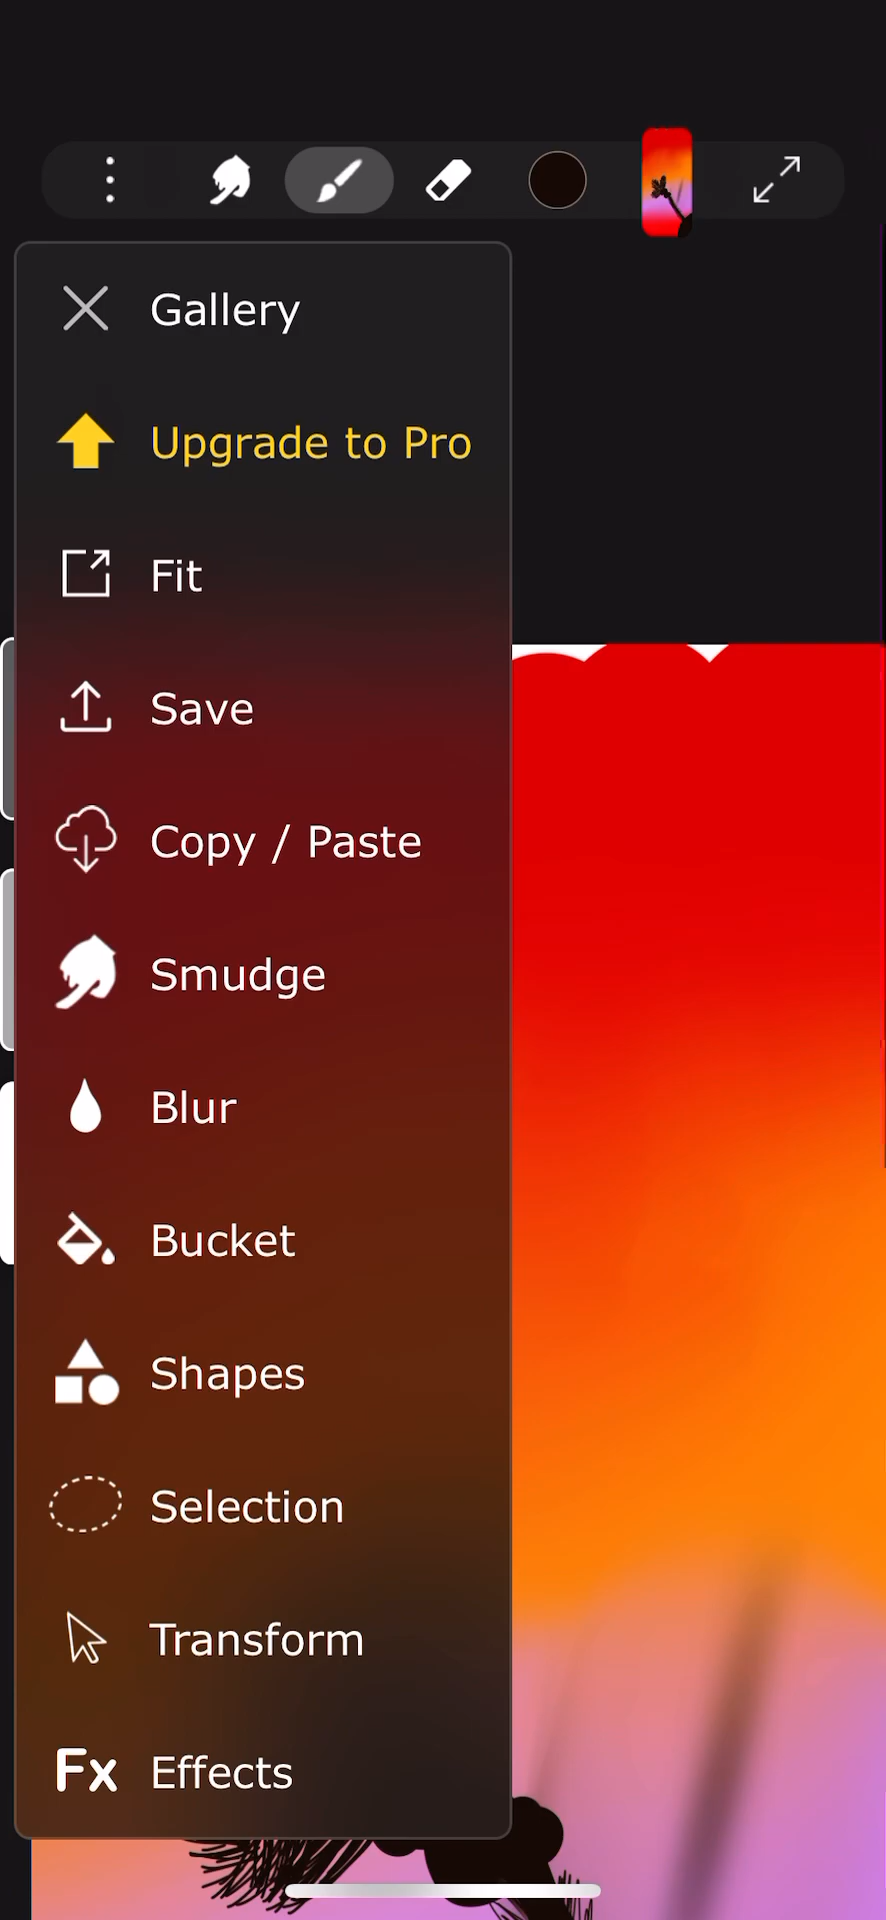 Gallery
Upgrade to Pro
Fit
Save
Copy / Paste
Smudge
Blur
Bucket
Shapes
Selection
Transform
Fx Effects